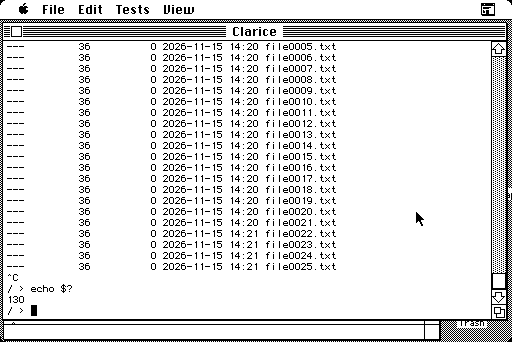 File Edit Tests View
Clarice
--- 36 0 2026-11-15 14:20 file0005.txt
--- 36 0 2026-11-15 14:20 file0006.txt
--- 36 0 2026-11-15 14:20 file0007.txt
--- 36 0 2026-11-15 14:20 file0008.txt
--- 36 0 2026-11-15 14:20 file0009.txt
--- 36 0 2026-11-15 14:20 file0010.txt
--- 36 0 2026-11-15 14:20 file0011.txt
--- 36 0 2026-11-15 14:20 file0012.txt
--- 36 0 2026-11-15 14:20 file0013.txt
--- 36 0 2026-11-15 14:20 file0014.txt
--- 36 0 2026-11-15 14:20 file0015.txt
--- 36 0 2026-11-15 14:20 file0016.txt
--- 36 0 2026-11-15 14:20 file0017.txt
--- 36 0 2026-11-15 14:20 file0018.txt
--- 36 0 2026-11-15 14:20 file0019.txt
--- 36 0 2026-11-15 14:20 file0020.txt
--- 36 0 2026-11-15 14:20 file0021.txt
--- 36 0 2026-11-15 14:21 file0022.txt
--- 36 0 2026-11-15 14:21 file0023.txt
--- 36 0 2026-11-15 14:21 file0024.txt
--- 36 0 2026-11-15 14:21 file0025.txt
^C
/ > echo $?
130
/ >
Trash